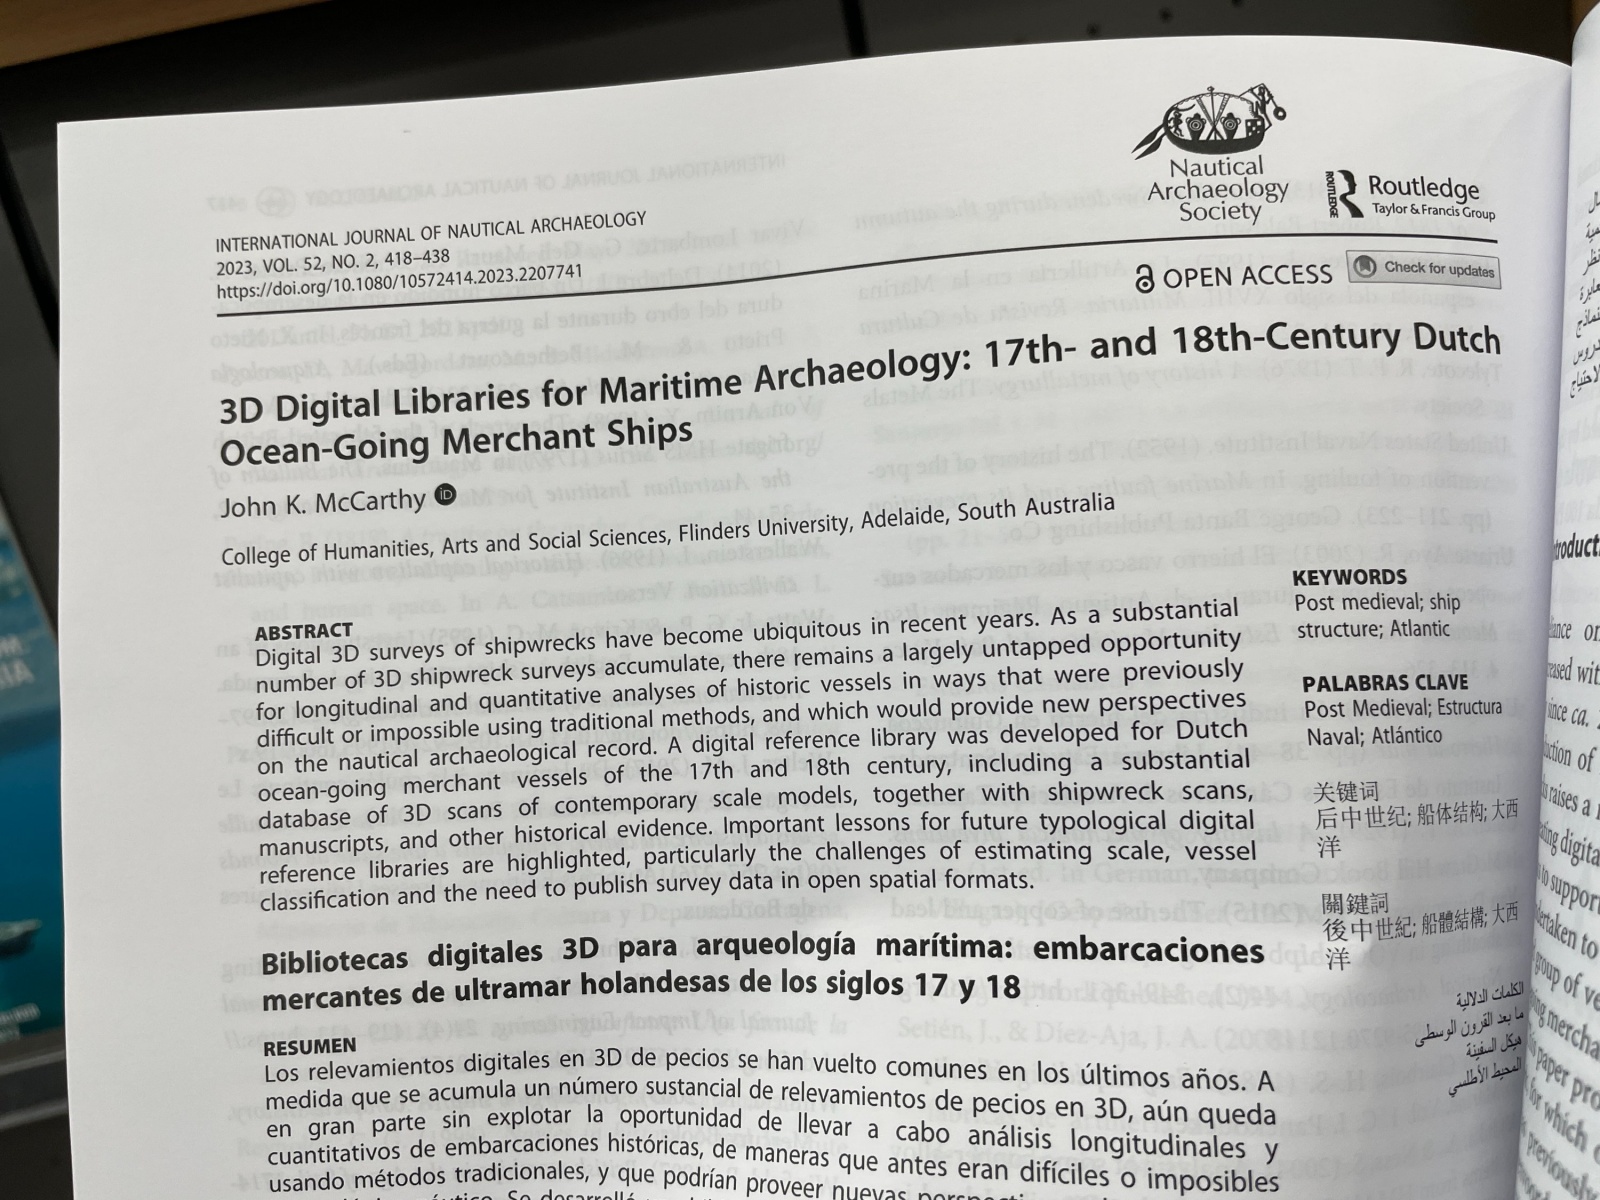 Nautical
Archaeology
Society
ROUTLEDGE
Routledge
Taylor & Francis Group
INTERNATIONAL JOURNAL OF NAUTICAL ARCHAEOLOGY
2023, VOL. 52, NO. 2, 418–438
https://doi.org/10.1080/10572414.2023.2207741
OPEN ACCESS
Check for updates
3D Digital Libraries for Maritime Archaeology: 17th- and 18th-Century Dutch
Ocean-Going Merchant Ships
John K. McCarthy iD
College of Humanities, Arts and Social Sciences, Flinders University, Adelaide, South Australia
ABSTRACT
Digital 3D surveys of shipwrecks have become ubiquitous in recent years. As a substantial
number of 3D shipwreck surveys accumulate, there remains a largely untapped opportunity
for longitudinal and quantitative analyses of historic vessels in ways that were previously
difficult or impossible using traditional methods, and which would provide new perspectives
on the nautical archaeological record. A digital reference library was developed for Dutch
ocean-going merchant vessels of the 17th and 18th century, including a substantial
database of 3D scans of contemporary scale models, together with shipwreck scans,
manuscripts, and other historical evidence. Important lessons for future typological digital
reference libraries are highlighted, particularly the challenges of estimating scale, vessel
classification and the need to publish survey data in open spatial formats.
KEYWORDS
Post medieval; ship
structure; Atlantic
PALABRAS CLAVE
Post Medieval; Estructura
Naval; Atlántico
关键词
后中世纪; 船体结构; 大西
洋
關鍵詞
後中世紀; 船體結構; 大西
洋
الكلمات الدلالية
ما بعد القرون الوسطى
هيكل السفينة
المحيط الأطلسي
Bibliotecas digitales 3D para arqueología marítima: embarcaciones
mercantes de ultramar holandesas de los siglos 17 y 18
RESUMEN
Los relevamientos digitales en 3D de pecios se han vuelto comunes en los últimos años. A
medida que se acumula un número sustancial de relevamientos de pecios en 3D, aún queda
en gran parte sin explotar la oportunidad de llevar a cabo análisis longitudinales y
cuantitativos de embarcaciones históricas, de maneras que antes eran difíciles o imposibles
usando métodos tradicionales, y que podrían proveer nuevas